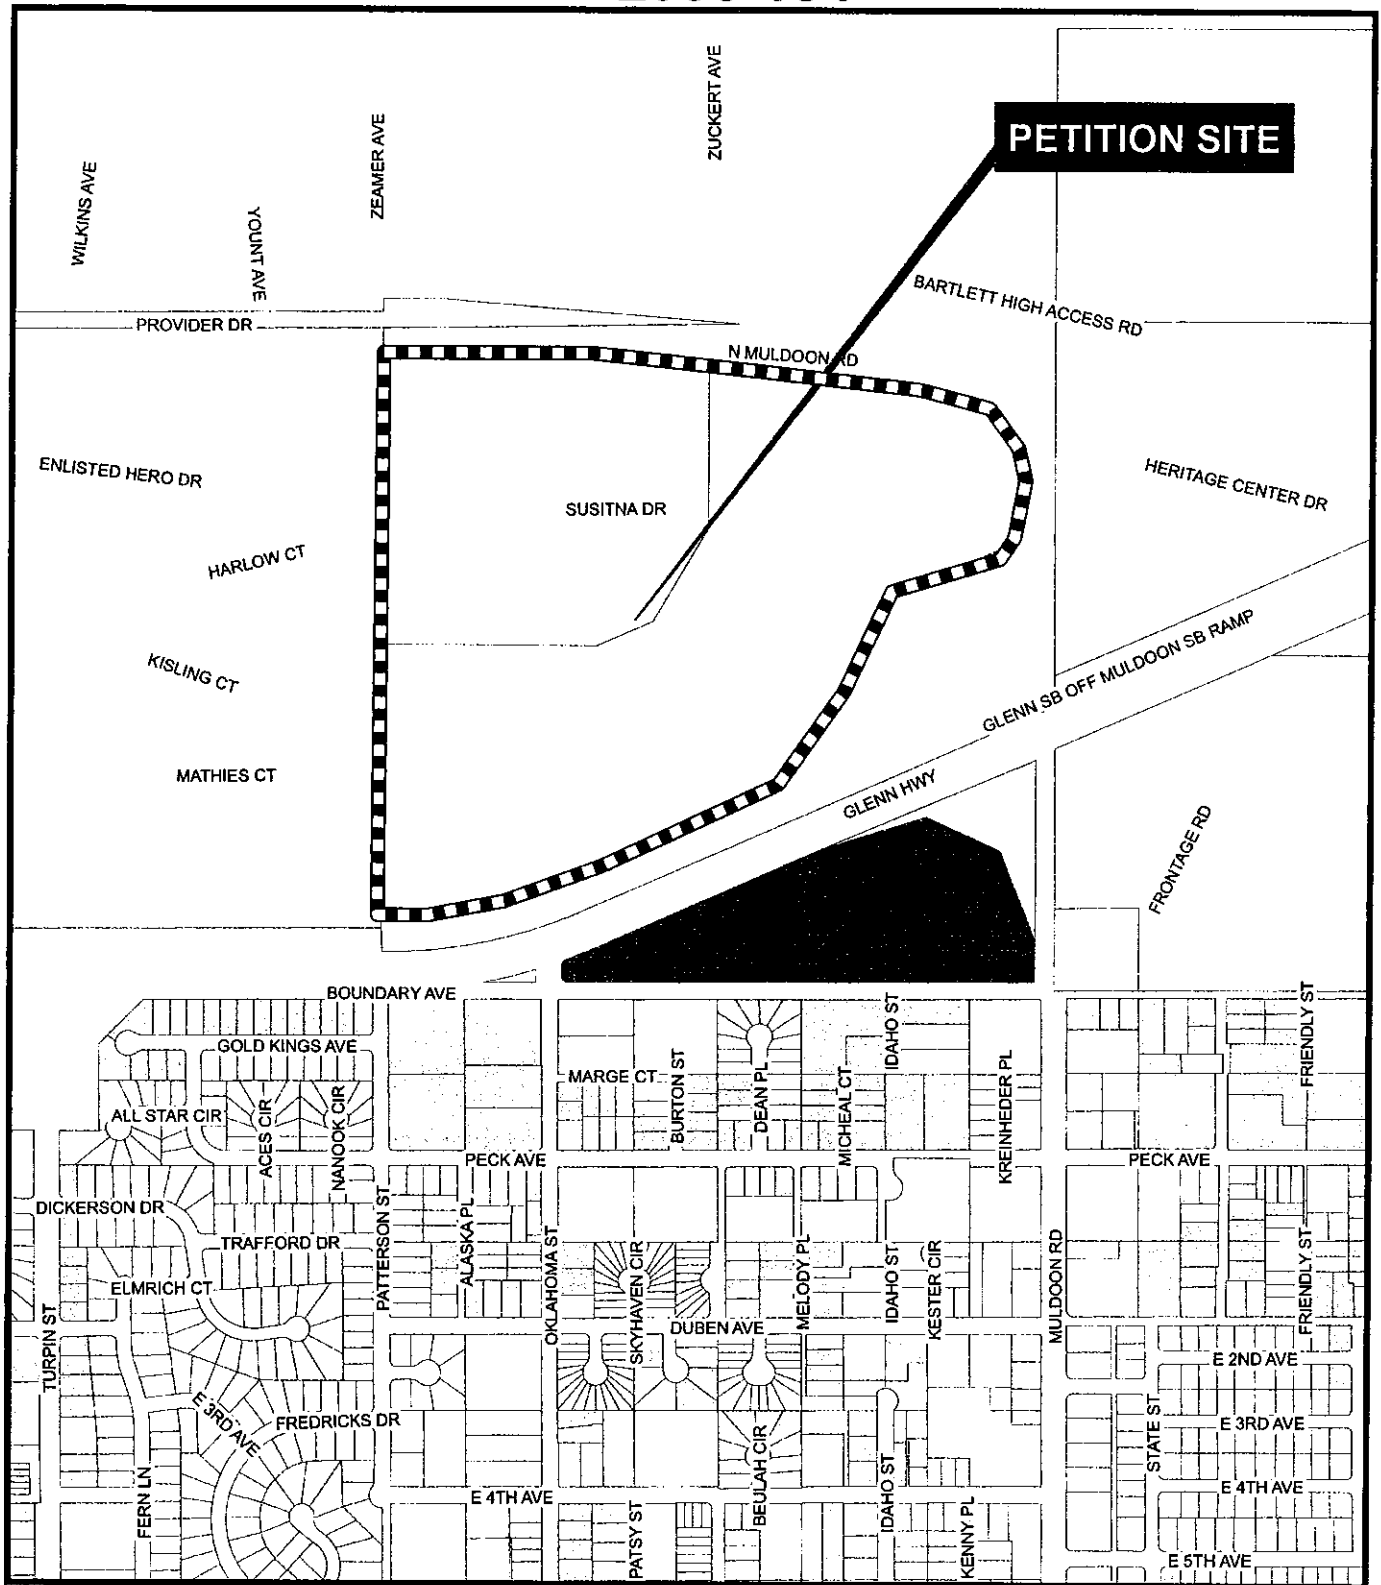 ZUCKERT AVE
ZEAMER AVE
WILKINS AVE
YOUNT AVE
PETITION SITE
BARTLETT HIGH ACCESS RD
PROVIDER DR
N MULDOON RD
ENLISTED HERO DR
HERITAGE CENTER DR
SUSITNA DR
HARLOW CT
KISLING CT
GLENN SB OFF MULDOON SB RAMP
MATHIES CT
GLENN HWY
FRONTAGE RD
BOUNDARY AVE
GOLD KINGS AVE
IDAHO ST
FRIENDLY ST
MARGE CT
BURTON ST
DEAN PL
MICHEAL CT
KREINHEDER PL
ALL STAR CIR
ACES CIR
NANOOK CIR
PECK AVE
PECK AVE
DICKERSON DR
TRAFFORD DR
PATTERSON ST
ALASKA PL
OKLAHOMA ST
SKYHAVEN CIR
MELODY PL
IDAHO ST
KESTER CIR
MULDOON RD
FRIENDLY ST
ELMRICH CT
TURPIN ST
DUBEN AVE
E 2ND AVE
E 3RD AVE
FREDRICKS DR
STATE ST
E 3RD AVE
FERN LN
E 4TH AVE
PATSY ST
BEULAH CIR
IDAHO ST
KENNY PL
E 4TH AVE
E 5TH AVE